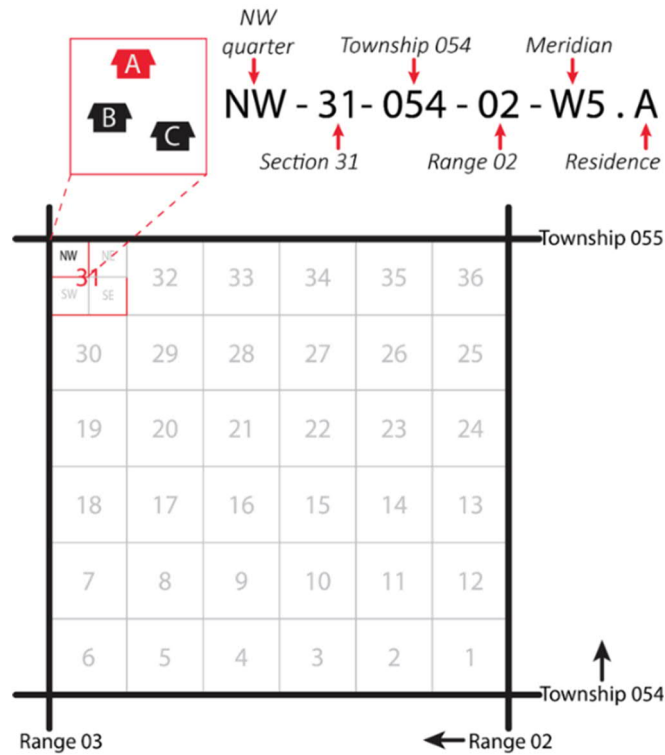 NW
quarter
Township 054
Meridian
A
B
C
NW - 31- 054 - 02 - W5 . A
Section 31
Range 02
Residence
Township 055
NW NE
31
SW SE
32 33 34 35 36
30 29 28 27 26 25
19 20 21 22 23 24
18 17 16 15 14 13
7 8 9 10 11 12
6 5 4 3 2 1
Township 054
Range 03
Range 02